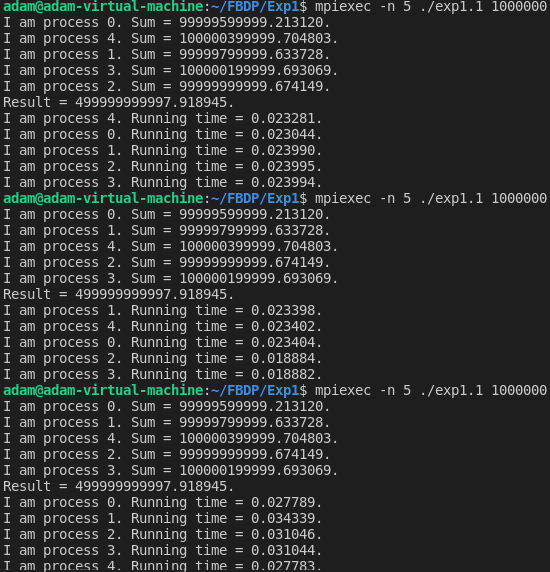 adam@adam-virtual-machine:~/FBDP/Exp1$ mpiexec -n 5 ./exp1.1 1000000
I am process 0. Sum = 99999599999.213120.
I am process 4. Sum = 100000399999.704803.
I am process 1. Sum = 99999799999.633728.
I am process 3. Sum = 100000199999.693069.
I am process 2. Sum = 99999999999.674149.
Result = 499999999997.918945.
I am process 4. Running time = 0.023281.
I am process 0. Running time = 0.023044.
I am process 1. Running time = 0.023990.
I am process 2. Running time = 0.023995.
I am process 3. Running time = 0.023994.
adam@adam-virtual-machine:~/FBDP/Exp1$ mpiexec -n 5 ./exp1.1 1000000
I am process 0. Sum = 99999599999.213120.
I am process 1. Sum = 99999799999.633728.
I am process 4. Sum = 100000399999.704803.
I am process 2. Sum = 99999999999.674149.
I am process 3. Sum = 100000199999.693069.
Result = 499999999997.918945.
I am process 1. Running time = 0.023398.
I am process 4. Running time = 0.023402.
I am process 0. Running time = 0.023404.
I am process 2. Running time = 0.018884.
I am process 3. Running time = 0.018882.
adam@adam-virtual-machine:~/FBDP/Exp1$ mpiexec -n 5 ./exp1.1 1000000
I am process 0. Sum = 99999599999.213120.
I am process 1. Sum = 99999799999.633728.
I am process 4. Sum = 100000399999.704803.
I am process 2. Sum = 99999999999.674149.
I am process 3. Sum = 100000199999.693069.
Result = 499999999997.918945.
I am process 0. Running time = 0.027789.
I am process 1. Running time = 0.034339.
I am process 2. Running time = 0.031046.
I am process 3. Running time = 0.031044.
I am process 4. Running time = 0.027783.